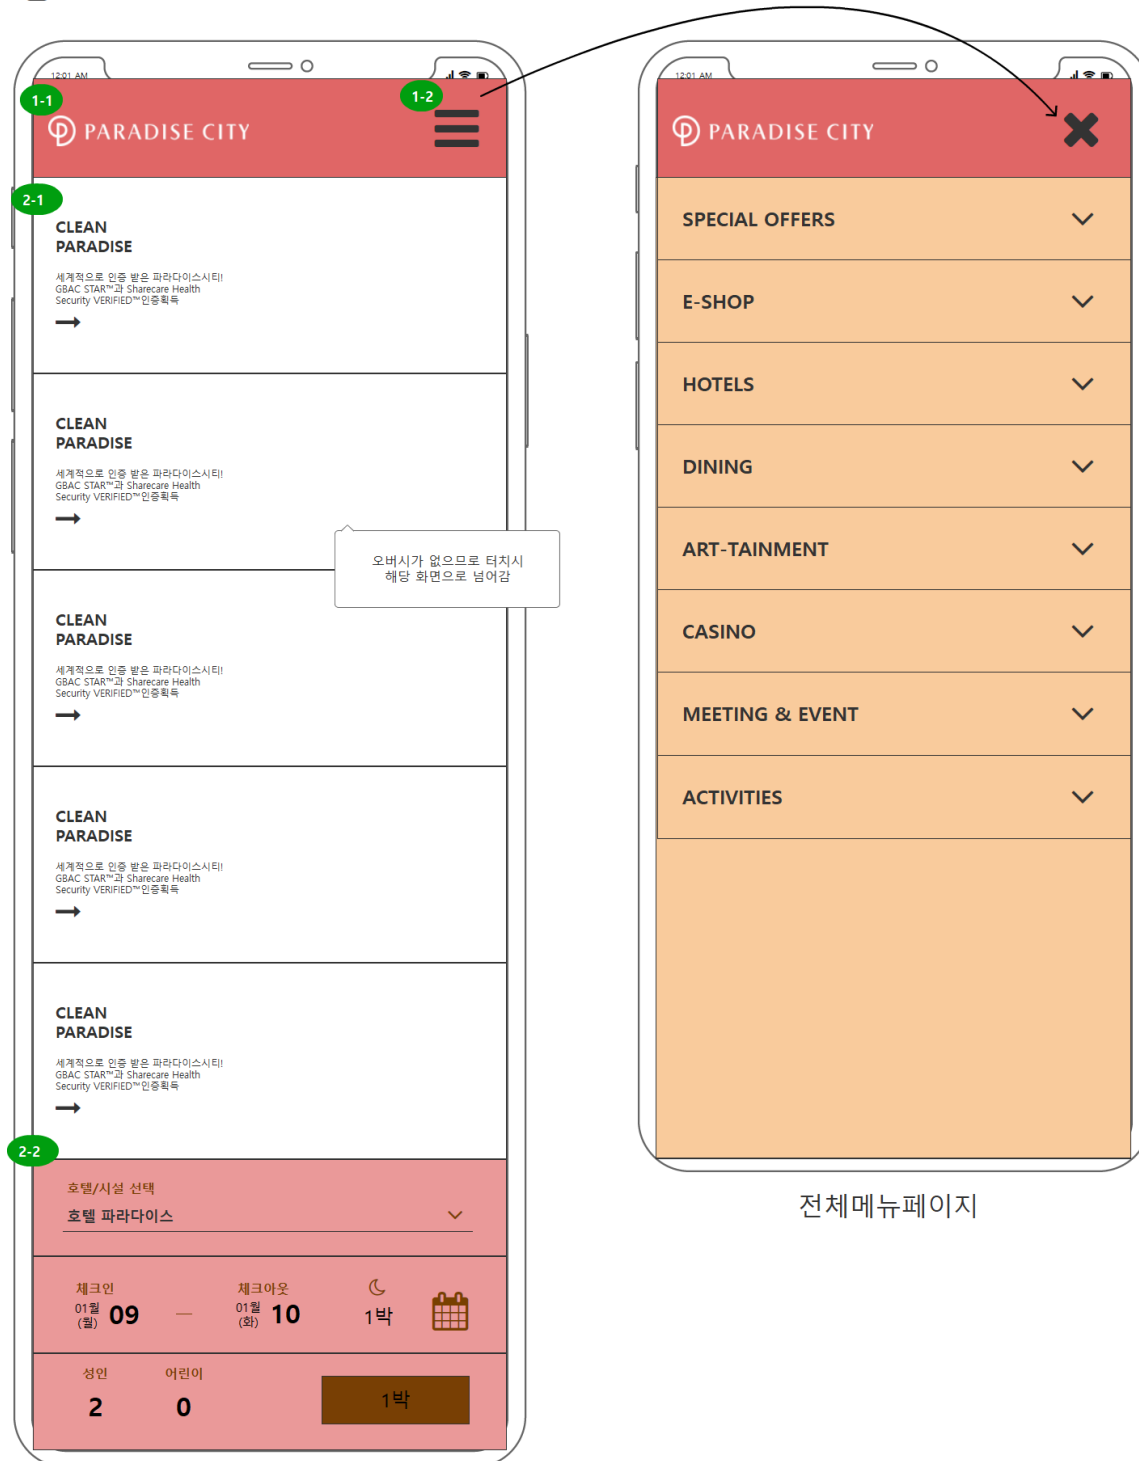 12:01 AM
1-1
1-2
PARADISE CITY
2-1
CLEAN
PARADISE
세계적으로 인증 받은 파라다이스시티!
GBAC STAR™과 Sharecare Health
Security VERIFIED™인증획득
CLEAN
PARADISE
세계적으로 인증 받은 파라다이스시티!
GBAC STAR™과 Sharecare Health
Security VERIFIED™인증획득
오버시가 없으므로 터치시
해당 화면으로 넘어감
CLEAN
PARADISE
세계적으로 인증 받은 파라다이스시티!
GBAC STAR™과 Sharecare Health
Security VERIFIED™인증획득
CLEAN
PARADISE
세계적으로 인증 받은 파라다이스시티!
GBAC STAR™과 Sharecare Health
Security VERIFIED™인증획득
CLEAN
PARADISE
세계적으로 인증 받은 파라다이스시티!
GBAC STAR™과 Sharecare Health
Security VERIFIED™인증획득
2-2
호텔/시설 선택
호텔 파라다이스
체크인
01월
(월)
09
—
체크아웃
01월
(화)
10
1박
성인
2
어린이
0
1박
12:01 AM
PARADISE CITY
SPECIAL OFFERS
E-SHOP
HOTELS
DINING
ART-TAINMENT
CASINO
MEETING & EVENT
ACTIVITIES
전체메뉴페이지